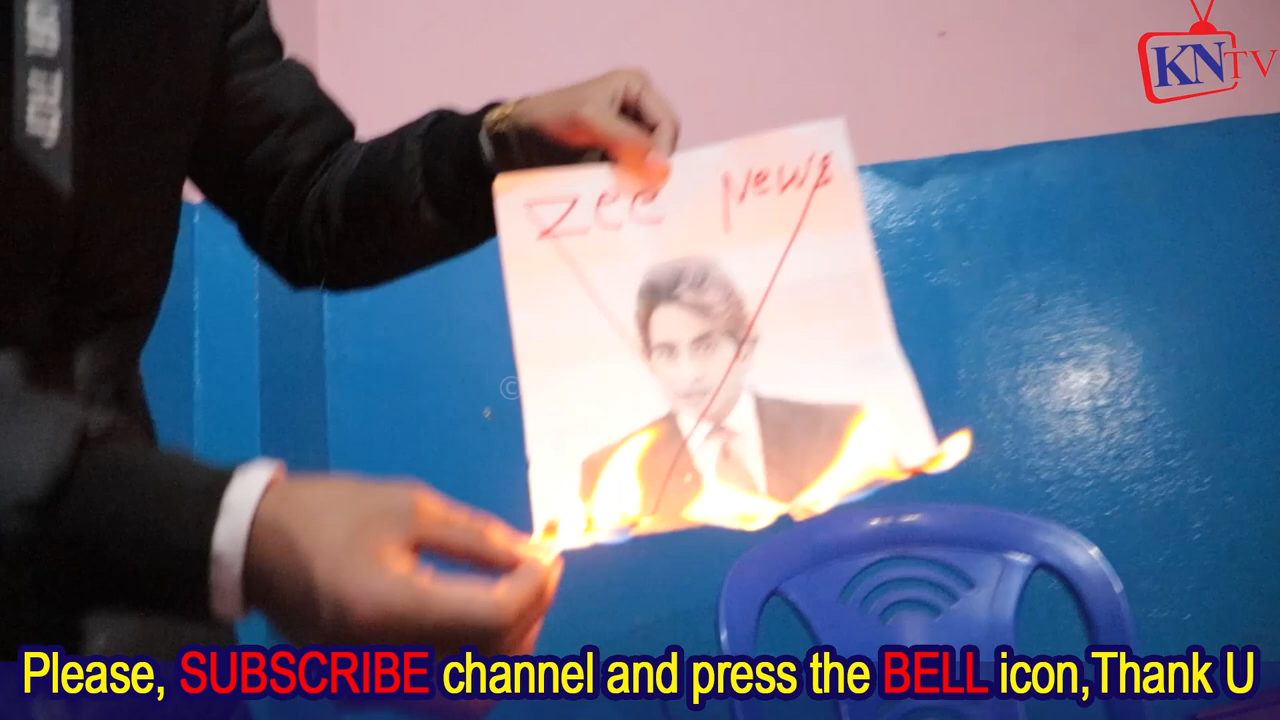 KNTV
Zee News
©
Please, SUBSCRIBE channel and press the BELL icon,Thank U